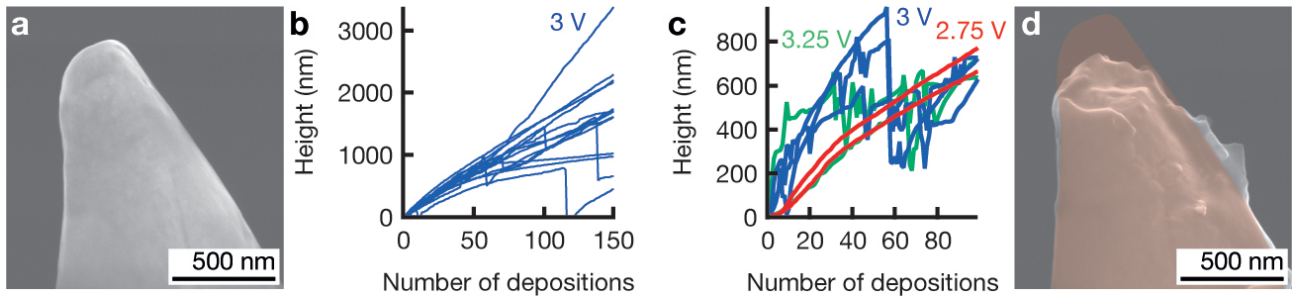 a
500 nm
b
3 V
Height (nm)
3000
2000
1000
0
0 50 100 150
Number of depositions
c
3.25 V
3 V
2.75 V
Height (nm)
800
600
400
200
0
0 20 40 60 80
Number of depositions
d
500 nm